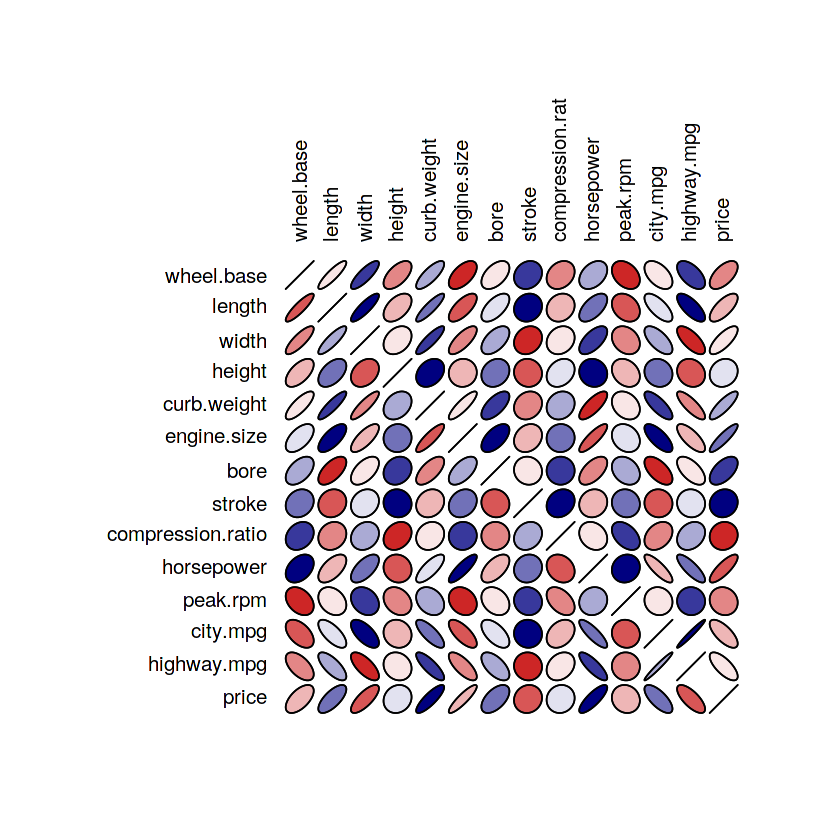 wheel.base
length
width
height
curb.weight
engine.size
bore
stroke
compression.rat
horsepower
peak.rpm
city.mpg
highway.mpg
price
wheel.base
length
width
height
curb.weight
engine.size
bore
stroke
compression.ratio
horsepower
peak.rpm
city.mpg
highway.mpg
price